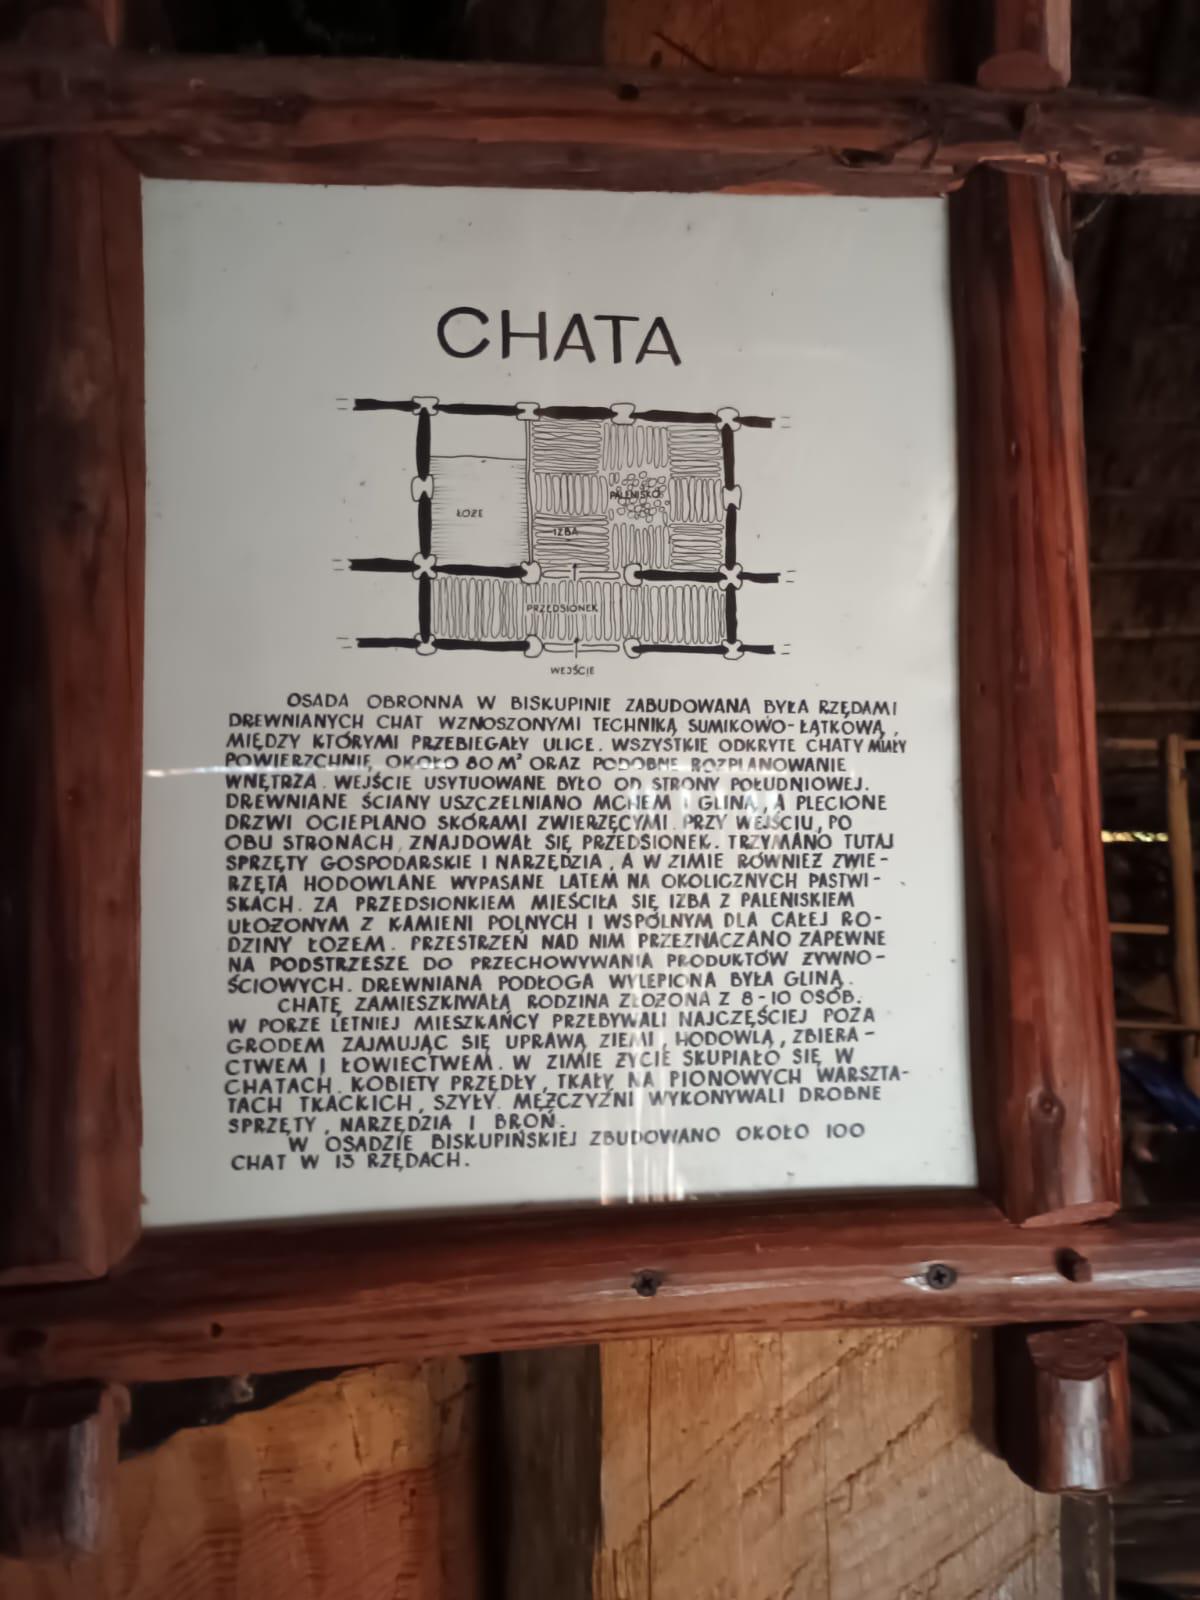 CHATA
ŁOŻE
PALENISKO
IZBA
PRZEDSIONEK
WEJŚCIE
OSADA OBRONNA W BISKUPINIE ZABUDOWANA BYŁA RZĘDAMI
DREWNIANYCH CHAT WZNOSZONYMI TECHNIKĄ SUMIKOWO-ŁĄTKOWĄ,
MIĘDZY KTÓRYMI PRZEBIEGAŁY ULICE. WSZYSTKIE ODKRYTE CHATY MIAŁY
POWIERZCHNIĘ OKOŁO 80 M² ORAZ PODOBNE ROZPLANOWANIE
WNĘTRZA. WEJŚCIE USYTUOWANE BYŁO OD STRONY POŁUDNIOWEJ.
DREWNIANE ŚCIANY USZCZELNIANO MCHEM I GLINĄ, A PLECIONE
DRZWI OCIEPLANO SKÓRAMI ZWIERZĘCYMI. PRZY WEJŚCIU, PO
OBU STRONACH, ZNAJDOWAŁ SIĘ PRZEDSIONEK. TRZYMANO TUTAJ
SPRZĘTY GOSPODARSKIE I NARZĘDZIA, A W ZIMIE RÓWNIEŻ ZWIE-
RZĘTA HODOWLANE WYPASANE LATEM NA OKOLICZNYCH PASTWI-
SKACH. ZA PRZEDSIONKIEM MIEŚCIŁA SIĘ IZBA Z PALENISKIEM
UŁOŻONYM Z KAMIENI POLNYCH I WSPÓLNYM DLA CAŁEJ RO-
DZINY ŁOŻEM. PRZESTRZEŃ NAD NIM PRZEZNACZANO ZAPEWNE
NA PODSTRZESZE DO PRZECHOWYWANIA PRODUKTÓW ŻYWNO-
ŚCIOWYCH. DREWNIANA PODŁOGA WYLEPIONA BYŁA GLINĄ.
CHATĘ ZAMIESZKIWAŁA RODZINA ZŁOŻONA Z 8-10 OSÓB.
W PORZE LETNIEJ MIESZKAŃCY PRZEBYWALI NAJCZĘŚCIEJ POZA
GRODEM ZAJMUJĄC SIĘ UPRAWĄ ZIEMI, HODOWLĄ, ZBIERA-
CTWEM I ŁOWIECTWEM. W ZIMIE ŻYCIE SKUPIAŁO SIĘ W
CHATACH. KOBIETY PRZĘDŁY, TKAŁY NA PIONOWYCH WARSZTA-
TACH TKACKICH, SZYŁY. MĘŻCZYŹNI WYKONYWALI DROBNE
SPRZĘTY, NARZĘDZIA I BROŃ.
W OSADZIE BISKUPIŃSKIEJ ZBUDOWANO OKOŁO 100
CHAT W 13 RZĘDACH.